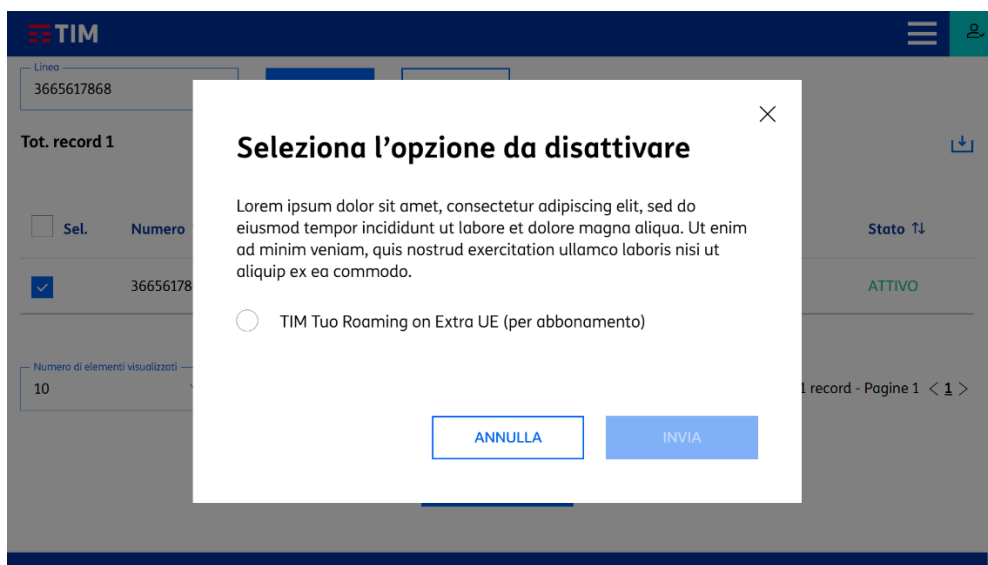 TIM
Linea
3665617868
Tot. record 1
Seleziona l'opzione da disattivare
Lorem ipsum dolor sit amet, consectetur adipiscing elit, sed do
eiusmod tempor incididunt ut labore et dolore magna aliqua. Ut enim
ad minim veniam, quis nostrud exercitation ullamco laboris nisi ut
aliquip ex ea commodo.
Sel. Numero Stato
36656178 ATTIVO
TIM Tuo Roaming on Extra UE (per abbonamento)
Numero di elementi visualizzati
10 1 record - Pagine 1 < 1 >
ANNULLA INVIA